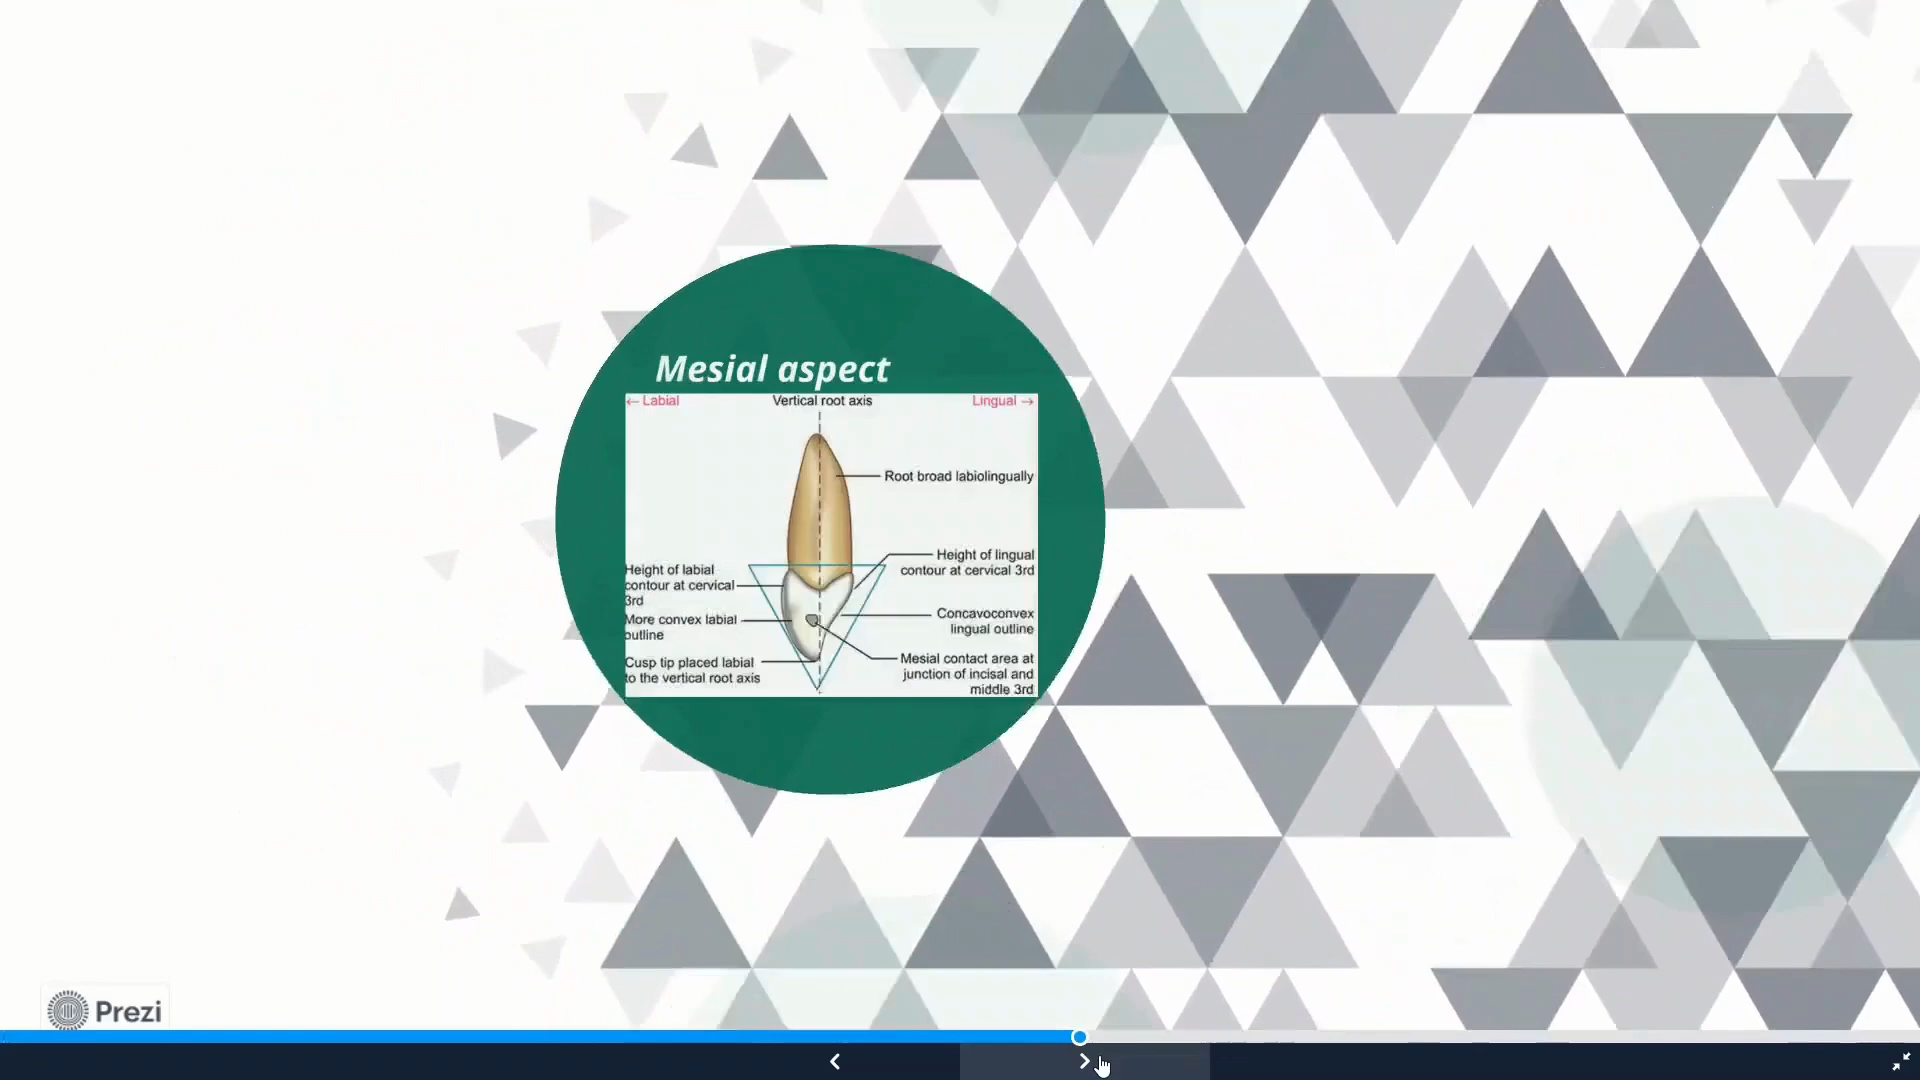 Mesial aspect
← Labial
Vertical root axis
Lingual →
Root broad labiolingually
Height of lingual
contour at cervical 3rd
Height of labial
contour at cervical
3rd
Concavoconvex
lingual outline
More convex labial
outline
Mesial contact area at
junction of incisal and
middle 3rd
Cusp tip placed labial
to the vertical root axis
Prezi